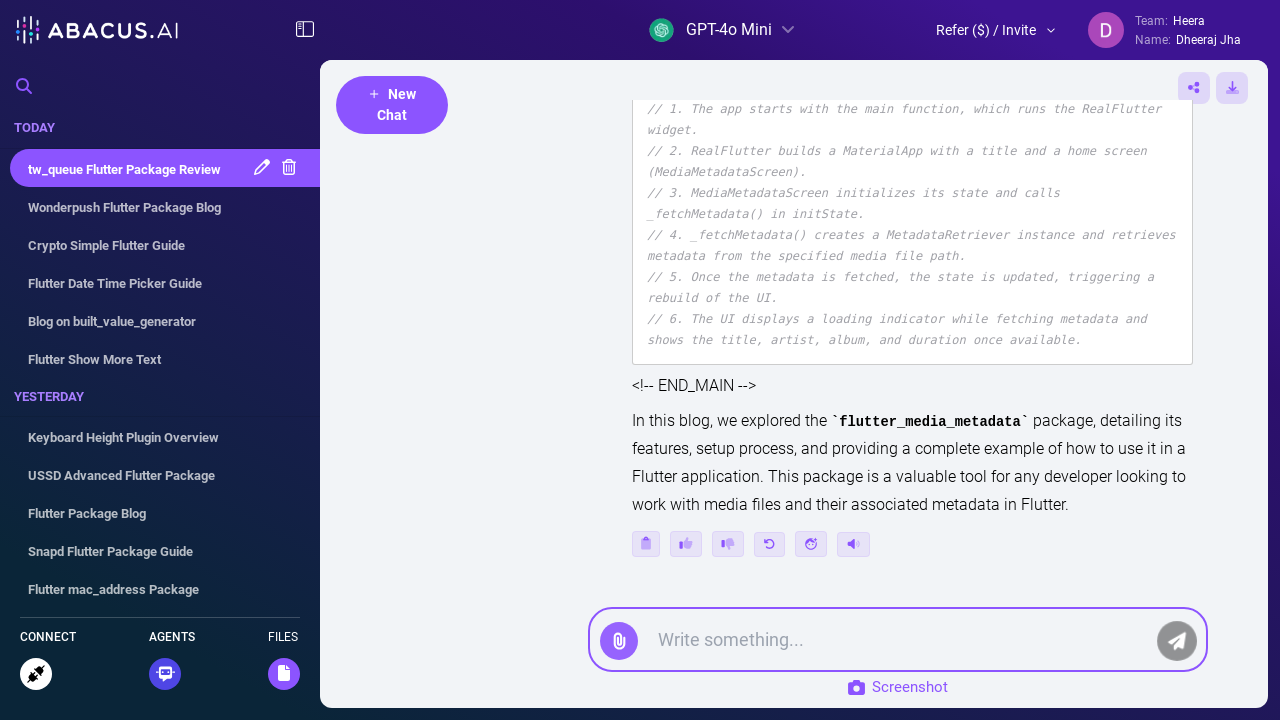 ABACUS.AI
GPT-4o Mini
Refer ($) / Invite
D
Team: Heera
Name: Dheeraj Jha
TODAY
tw_queue Flutter Package Review
Wonderpush Flutter Package Blog
Crypto Simple Flutter Guide
Flutter Date Time Picker Guide
Blog on built_value_generator
Flutter Show More Text
YESTERDAY
Keyboard Height Plugin Overview
USSD Advanced Flutter Package
Flutter Package Blog
Snapd Flutter Package Guide
Flutter mac_address Package
CONNECT
AGENTS
FILES
+ New
Chat
// 1. The app starts with the main function, which runs the RealFlutter
widget.
// 2. RealFlutter builds a MaterialApp with a title and a home screen
(MediaMetadataScreen).
// 3. MediaMetadataScreen initializes its state and calls
_fetchMetadata() in initState.
// 4. _fetchMetadata() creates a MetadataRetriever instance and retrieves
metadata from the specified media file path.
// 5. Once the metadata is fetched, the state is updated, triggering a
rebuild of the UI.
// 6. The UI displays a loading indicator while fetching metadata and
shows the title, artist, album, and duration once available.
<!-- END_MAIN -->
In this blog, we explored the `flutter_media_metadata` package, detailing its
features, setup process, and providing a complete example of how to use it in a
Flutter application. This package is a valuable tool for any developer looking to
work with media files and their associated metadata in Flutter.
Write something...
Screenshot